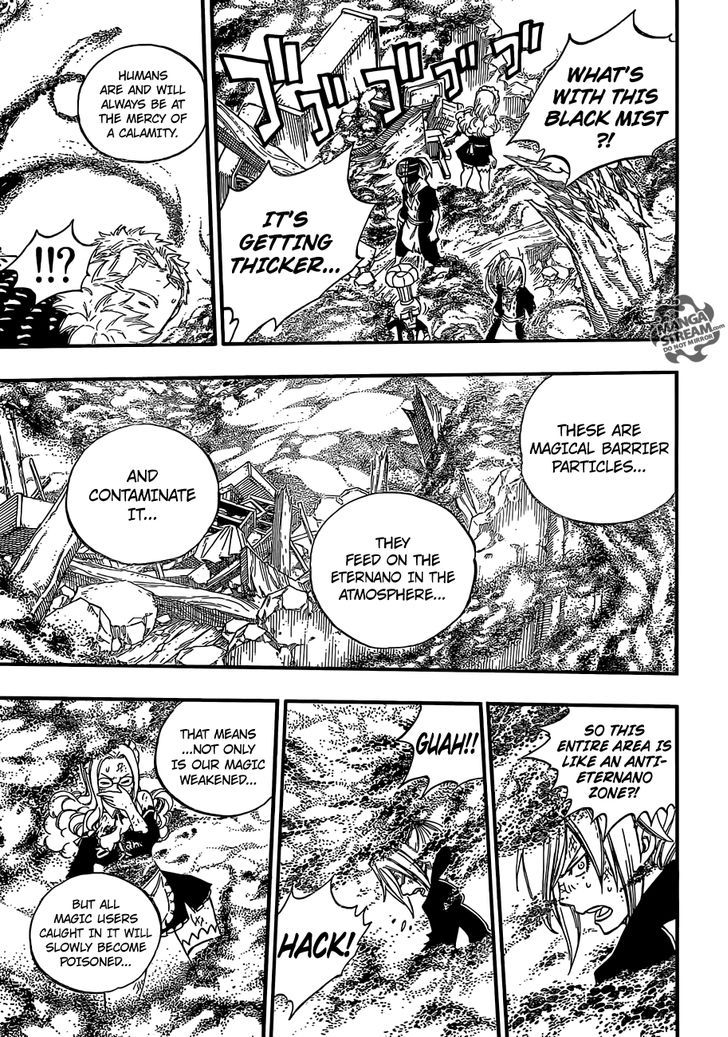 WHAT'S
WITH THIS
BLACK MIST
?!
ゴゴゴゴゴゴ
IT'S
GETTING
THICKER...
HUMANS
ARE AND WILL
ALWAYS BE AT
THE MERCY OF
A CALAMITY.
!!?
MANGA
STREAM.com
DO NOT MIRROR
THESE ARE
MAGICAL BARRIER
PARTICLES...
THEY
FEED ON THE
ETERNANO IN THE
ATMOSPHERE...
AND
CONTAMINATE
IT...
SO THIS
ENTIRE AREA IS
LIKE AN ANTI-
ETERNANO
ZONE?!
GUAH!!
HACK!
THAT MEANS
...NOT ONLY
IS OUR MAGIC
WEAKENED...
BUT ALL
MAGIC USERS
CAUGHT IN IT WILL
SLOWLY BECOME
POISONED...